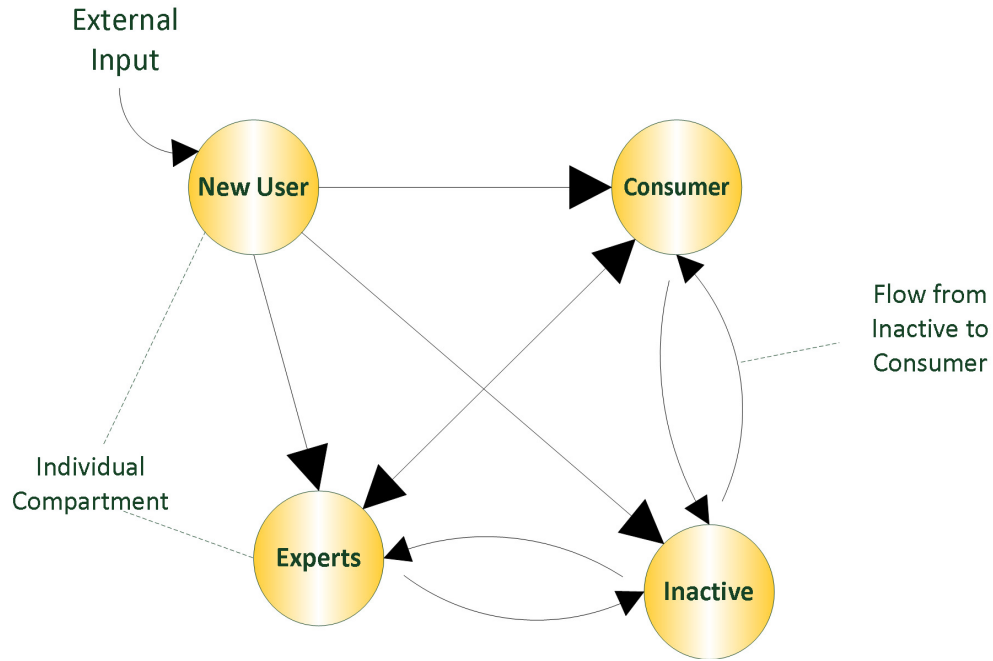 External
Input
New User
Consumer
Flow from
Inactive to
Consumer
Individual
Compartment
Experts
Inactive